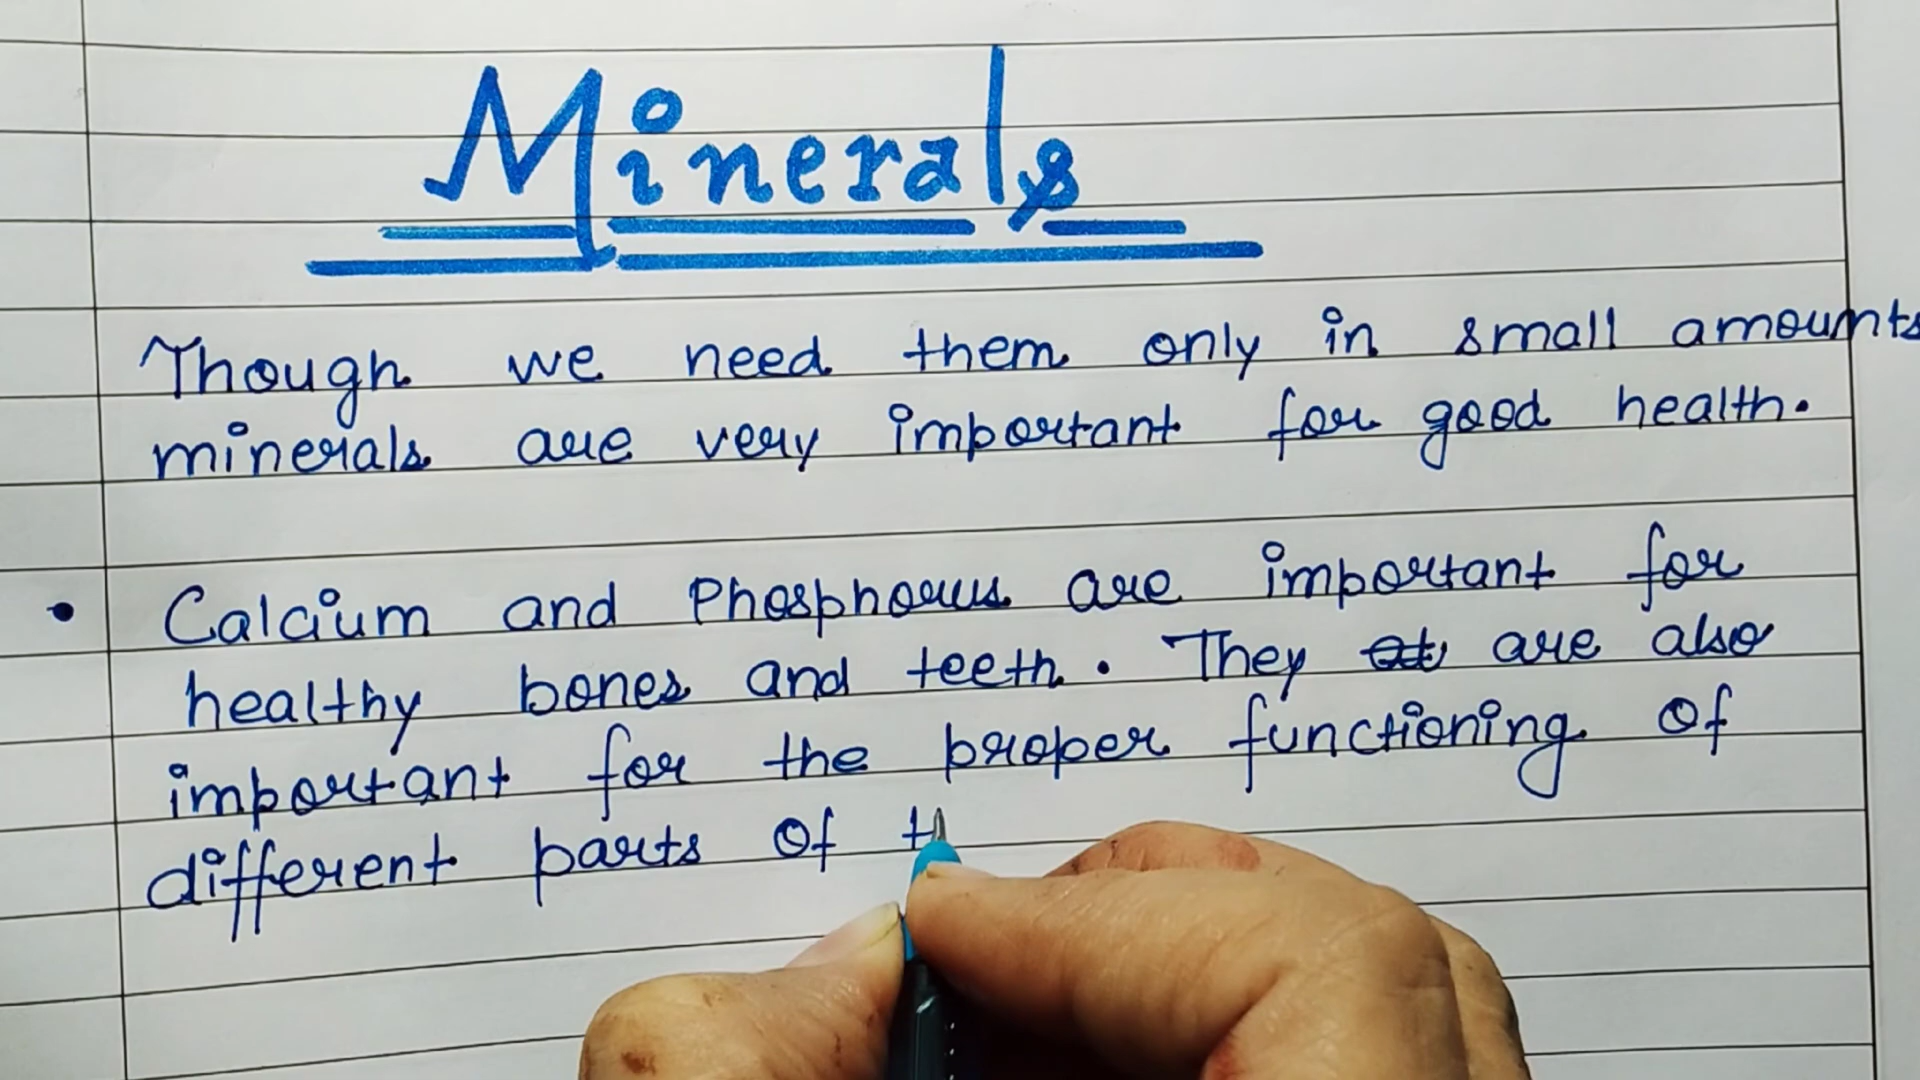 Minerals
Though we need them only in small amounts
minerals are very important for good health.
Calcium and Phosphorus are important for
healthy bones and teeth. They are also
important for the proper functioning of
different parts of t